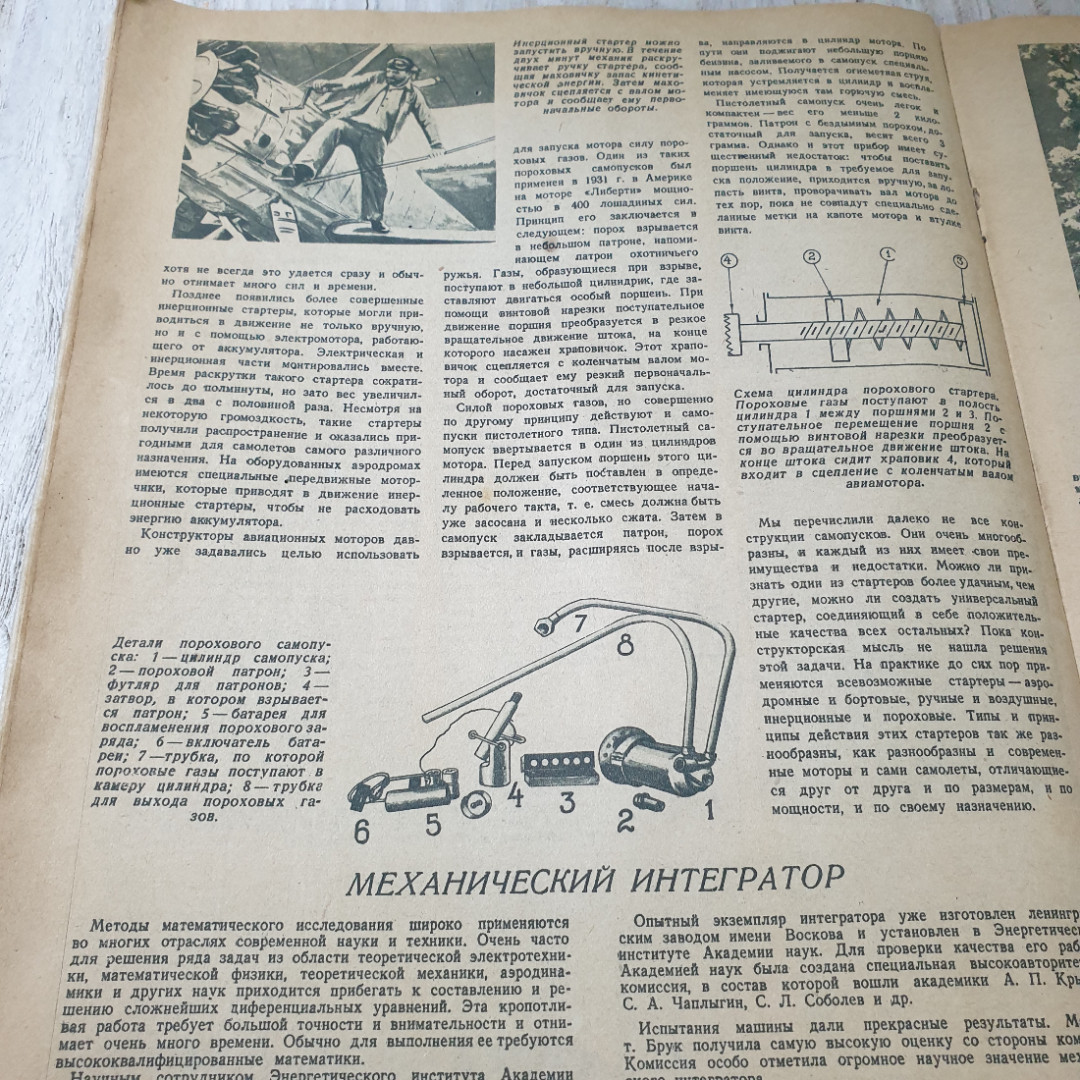 Инерционный стартер можно
запустить вручную. В течение
двух минут механик раскру-
чивает ручку стартера, сооб-
щая маховичку запас кинети-
ческой энергии. Затем махо-
вичок сцепляется с валом мо-
тора и сообщает ему перво-
начальные обороты.
хотя не всегда это удается сразу и обыч-
но отнимает много сил и времени.
Позднее появились более совершенные
инерционные стартеры, которые могли при-
водиться в движение не только вручную,
но и с помощью электромотора, работаю-
щего от аккумулятора. Электрическая и
инерционная части монтировались вместе.
Время раскрутки такого стартера сократи-
лось до полминуты, но зато вес увеличил-
ся в два с половиной раза. Несмотря на
некоторую громоздкость, такие стартеры
получили распространение и оказались при-
годными для самолетов самого различного
назначения. На оборудованных аэродромах
имеются специальные передвижные мотор-
чики, которые приводят в движение инер-
ционные стартеры, чтобы не расходовать
энергию аккумулятора.
Конструкторы авиационных моторов дав-
но уже задавались целью использовать
для запуска мотора силу поро-
ховых газов. Один из таких
пороховых самопусков был
применен в 1931 г. в Америке
на моторе «Либерти» мощно-
стью в 400 лошадиных сил.
Принцип его заключается в
следующем: порох взрывается
в небольшом патроне, напоми-
нающем патрон охотничьего
ружья. Газы, образующиеся при взрыве,
поступают в небольшой цилиндрик, где за-
ставляют двигаться особый поршень. При
помощи винтовой нарезки поступательное
движение поршня преобразуется в резкое
вращательное движение штока, на конце
которого насажен храповичок. Этот храпо-
вичок сцепляется с коленчатым валом мо-
тора и сообщает ему резкий первоначаль-
ный оборот, достаточный для запуска.
Силой пороховых газов, но совершенно
по другому принципу действуют и само-
пуски пистолетного типа. Пистолетный са-
мопуск ввертывается в один из цилиндров
мотора. Перед запуском поршень этого ци-
линдра должен быть поставлен в опреде-
ленное положение, соответствующее нача-
лу рабочего такта, т. е. смесь должна быть
уже засосана и несколько сжата. Затем в
самопуск закладывается патрон, порох
взрывается, и газы, расширяясь после взры-
ва, направляются в цилиндр мотора. По
пути они поджигают небольшую порцию
бензина, заливаемого в самопуск специаль-
ным насосом. Получается огнеметная струя,
которая устремляется в цилиндр и воспла-
меняет имеющуюся там горючую смесь.
Пистолетный самопуск очень легок и
компактен — вес его меньше 2 кило-
граммов. Патрон с бездымным порохом, до-
статочный для запуска, весит всего 3
грамма. Однако и этот прибор имеет су-
щественный недостаток: чтобы поставить
поршень цилиндра в требуемое для запу-
ска положение, приходится вручную, за ло-
пасть винта, проворачивать вал мотора до
тех пор, пока не совпадут специально сде-
ланные метки на капоте мотора и втулке
винта.
4 2 1 3
Схема цилиндра порохового стартера.
Пороховые газы поступают в полость
цилиндра 1 между поршнями 2 и 3. По-
ступательное перемещение поршня 2 с
помощью винтовой нарезки преобразует-
ся во вращательное движение штока. На
конце штока сидит храповик 4, который
входит в сцепление с коленчатым валом
авиамотора.
Мы перечислили далеко не все кон-
струкции самопусков. Они очень многооб-
разны, и каждый из них имеет свои пре-
имущества и недостатки. Можно ли при-
знать один из стартеров более удачным, чем
другие, можно ли создать универсальный
стартер, соединяющий в себе положитель-
ные качества всех остальных? Пока кон-
структорская мысль не нашла решения
этой задачи. На практике до сих пор при-
меняются всевозможные стартеры — аэро-
дромные и бортовые, ручные и воздушные,
инерционные и пороховые. Типы и прин-
ципы действия этих стартеров так же раз-
нообразны, как разнообразны и современ-
ные моторы и сами самолеты, отличающие-
ся друг от друга и по размерам, и по
мощности, и по своему назначению.
Детали порохового самопу-
ска: 1 — цилиндр самопуска;
2 — пороховой патрон; 3 —
футляр для патронов; 4 —
затвор, в котором взрывает-
ся патрон; 5 — батарея для
воспламенения порохового за-
ряда; 6 — включатель бата-
реи; 7 — трубка, по которой
пороховые газы поступают в
камеру цилиндра; 8 — трубка
для выхода пороховых га-
зов.
7
8
6 5 4 3 2 1
МЕХАНИЧЕСКИЙ ИНТЕГРАТОР
Методы математического исследования широко применяются
во многих отраслях современной науки и техники. Очень часто
для решения ряда задач из области теоретической электротехни-
ки, математической физики, теоретической механики, аэродина-
мики и других наук приходится прибегать к составлению и ре-
шению сложнейших диференциальных уравнений. Эта кропотли-
вая работа требует большой точности и внимательности и отни-
мает очень много времени. Обычно для выполнения ее требуются
высококвалифицированные математики.
Научным сотрудником Энергетического института Академии
Опытный экземпляр интегратора уже изготовлен ленингр
ским заводом имени Воскова и установлен в Энергетичес
институте Академии наук. Для проверки качества его раб
Академией наук была создана специальная высокоавторите
комиссия, в состав которой вошли академики А. П. Кры
С. А. Чаплыгин, С. Л. Соболев и др.
Испытания машины дали прекрасные результаты. М
т. Брук получила самую высокую оценку со стороны ком
Комиссия особо отметила огромное научное значение мех
ского интегратора.